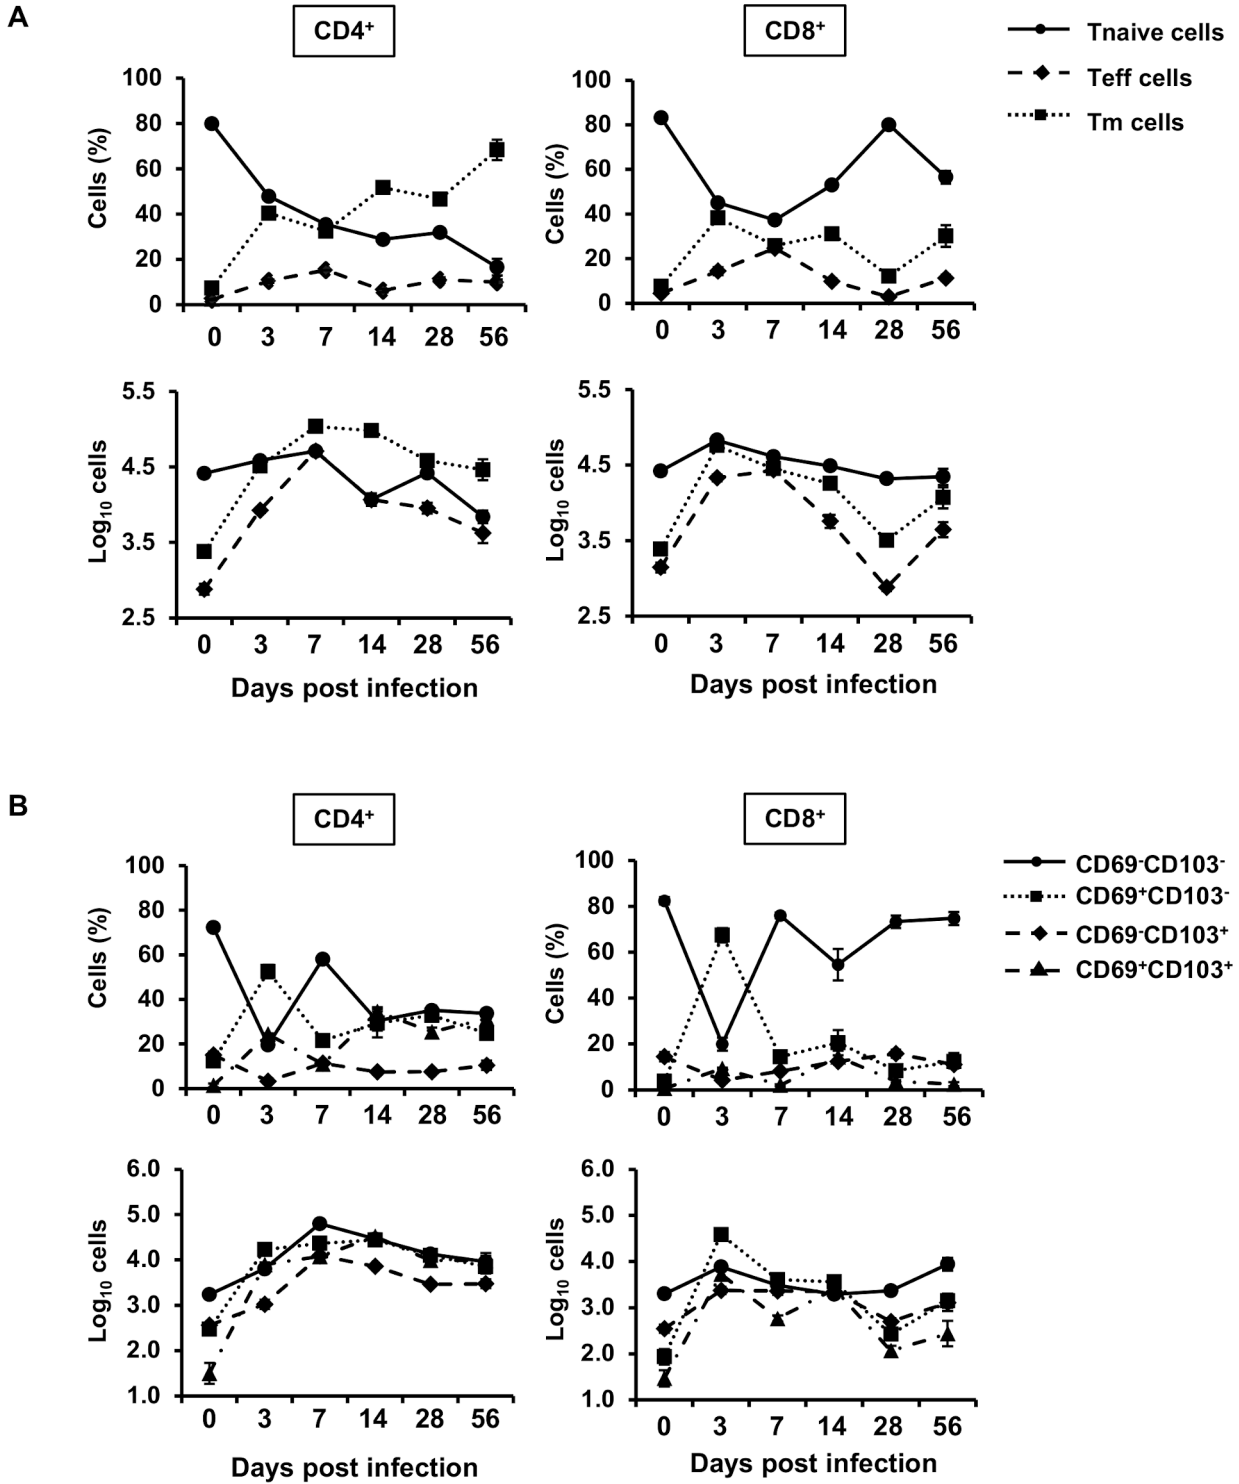 A
CD4⁺
CD8⁺
Tnaive cells
Teff cells
Tm cells
Cells (%)
100
80
60
40
20
0
0 3 7 14 28 56
Cells (%)
100
80
60
40
20
0
0 3 7 14 28 56
Log₁₀ cells
5.5
4.5
3.5
2.5
0 3 7 14 28 56
Days post infection
Log₁₀ cells
5.5
4.5
3.5
2.5
0 3 7 14 28 56
Days post infection
B
CD4⁺
CD8⁺
CD69⁻CD103⁻
CD69⁺CD103⁻
CD69⁻CD103⁺
CD69⁺CD103⁺
Cells (%)
100
80
60
40
20
0
0 3 7 14 28 56
Cells (%)
100
80
60
40
20
0
0 3 7 14 28 56
Log₁₀ cells
6.0
5.0
4.0
3.0
2.0
1.0
0 3 7 14 28 56
Days post infection
Log₁₀ cells
6.0
5.0
4.0
3.0
2.0
1.0
0 3 7 14 28 56
Days post infection